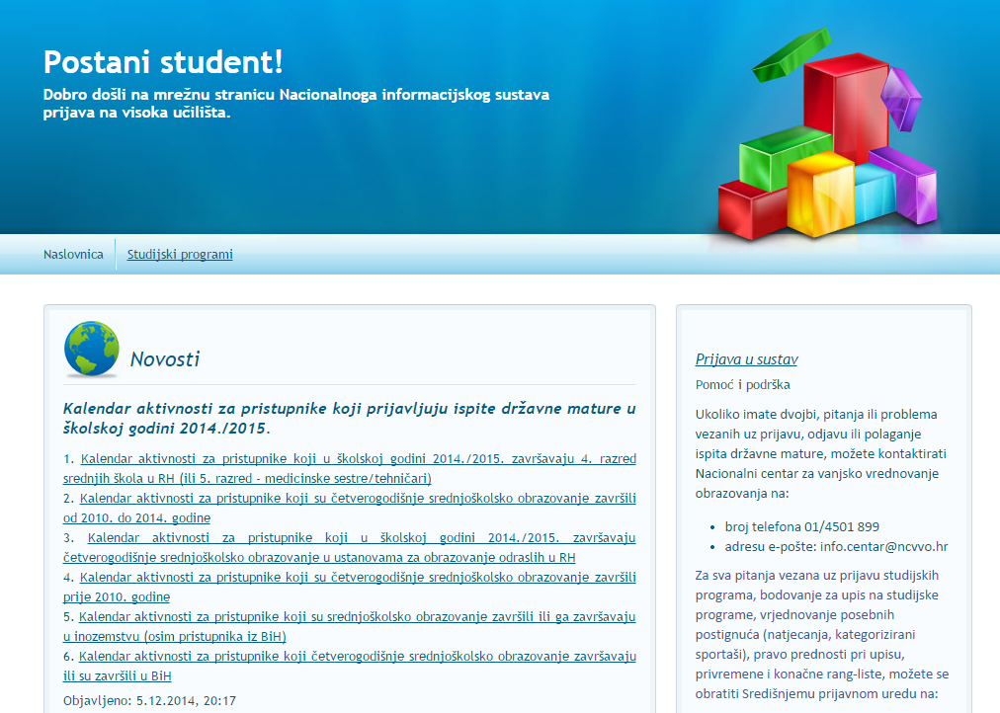 Postani student!
Dobro došli na mrežnu stranicu Nacionalnoga informacijskog sustava
prijava na visoka učilišta.
Naslovnica
Studijski programi
Novosti
Kalendar aktivnosti za pristupnike koji prijavljuju ispite državne mature u
školskoj godini 2014./2015.
1. Kalendar aktivnosti za pristupnike koji u školskoj godini 2014./2015. završavaju 4. razred
srednjih škola u RH (ili 5. razred - medicinske sestre/tehničari)
2. Kalendar aktivnosti za pristupnike koji su četverogodišnje srednjoškolsko obrazovanje završili
od 2010. do 2014. godine
3. Kalendar aktivnosti za pristupnike koji u školskoj godini 2014./2015. završavaju
četverogodišnje srednjoškolsko obrazovanje u ustanovama za obrazovanje odraslih u RH
4. Kalendar aktivnosti za pristupnike koji su četverogodišnje srednjoškolsko obrazovanje završili
prije 2010. godine
5. Kalendar aktivnosti za pristupnike koji su srednjoškolsko obrazovanje završili ili ga završavaju
u inozemstvu (osim pristupnika iz BiH)
6. Kalendar aktivnosti za pristupnike koji četverogodišnje srednjoškolsko obrazovanje završavaju
ili su završili u BiH
Objavljeno: 5.12.2014, 20:17
Prijava u sustav
Pomoć i podrška
Ukoliko imate dvojbi, pitanja ili problema
vezanih uz prijavu, odjavu ili polaganje
ispita državne mature, možete kontaktirati
Nacionalni centar za vanjsko vrednovanje
obrazovanja na:
• broj telefona 01/4501 899
• adresu e-pošte: info.centar@ncvvo.hr
Za sva pitanja vezana uz prijavu studijskih
programa, bodovanje za upis na studijske
programe, vrjednovanje posebnih
postignuća (natjecanja, kategorizirani
sportaši), pravo prednosti pri upisu,
privremene i konačne rang-liste, možete se
obratiti Središnjemu prijavnom uredu na: